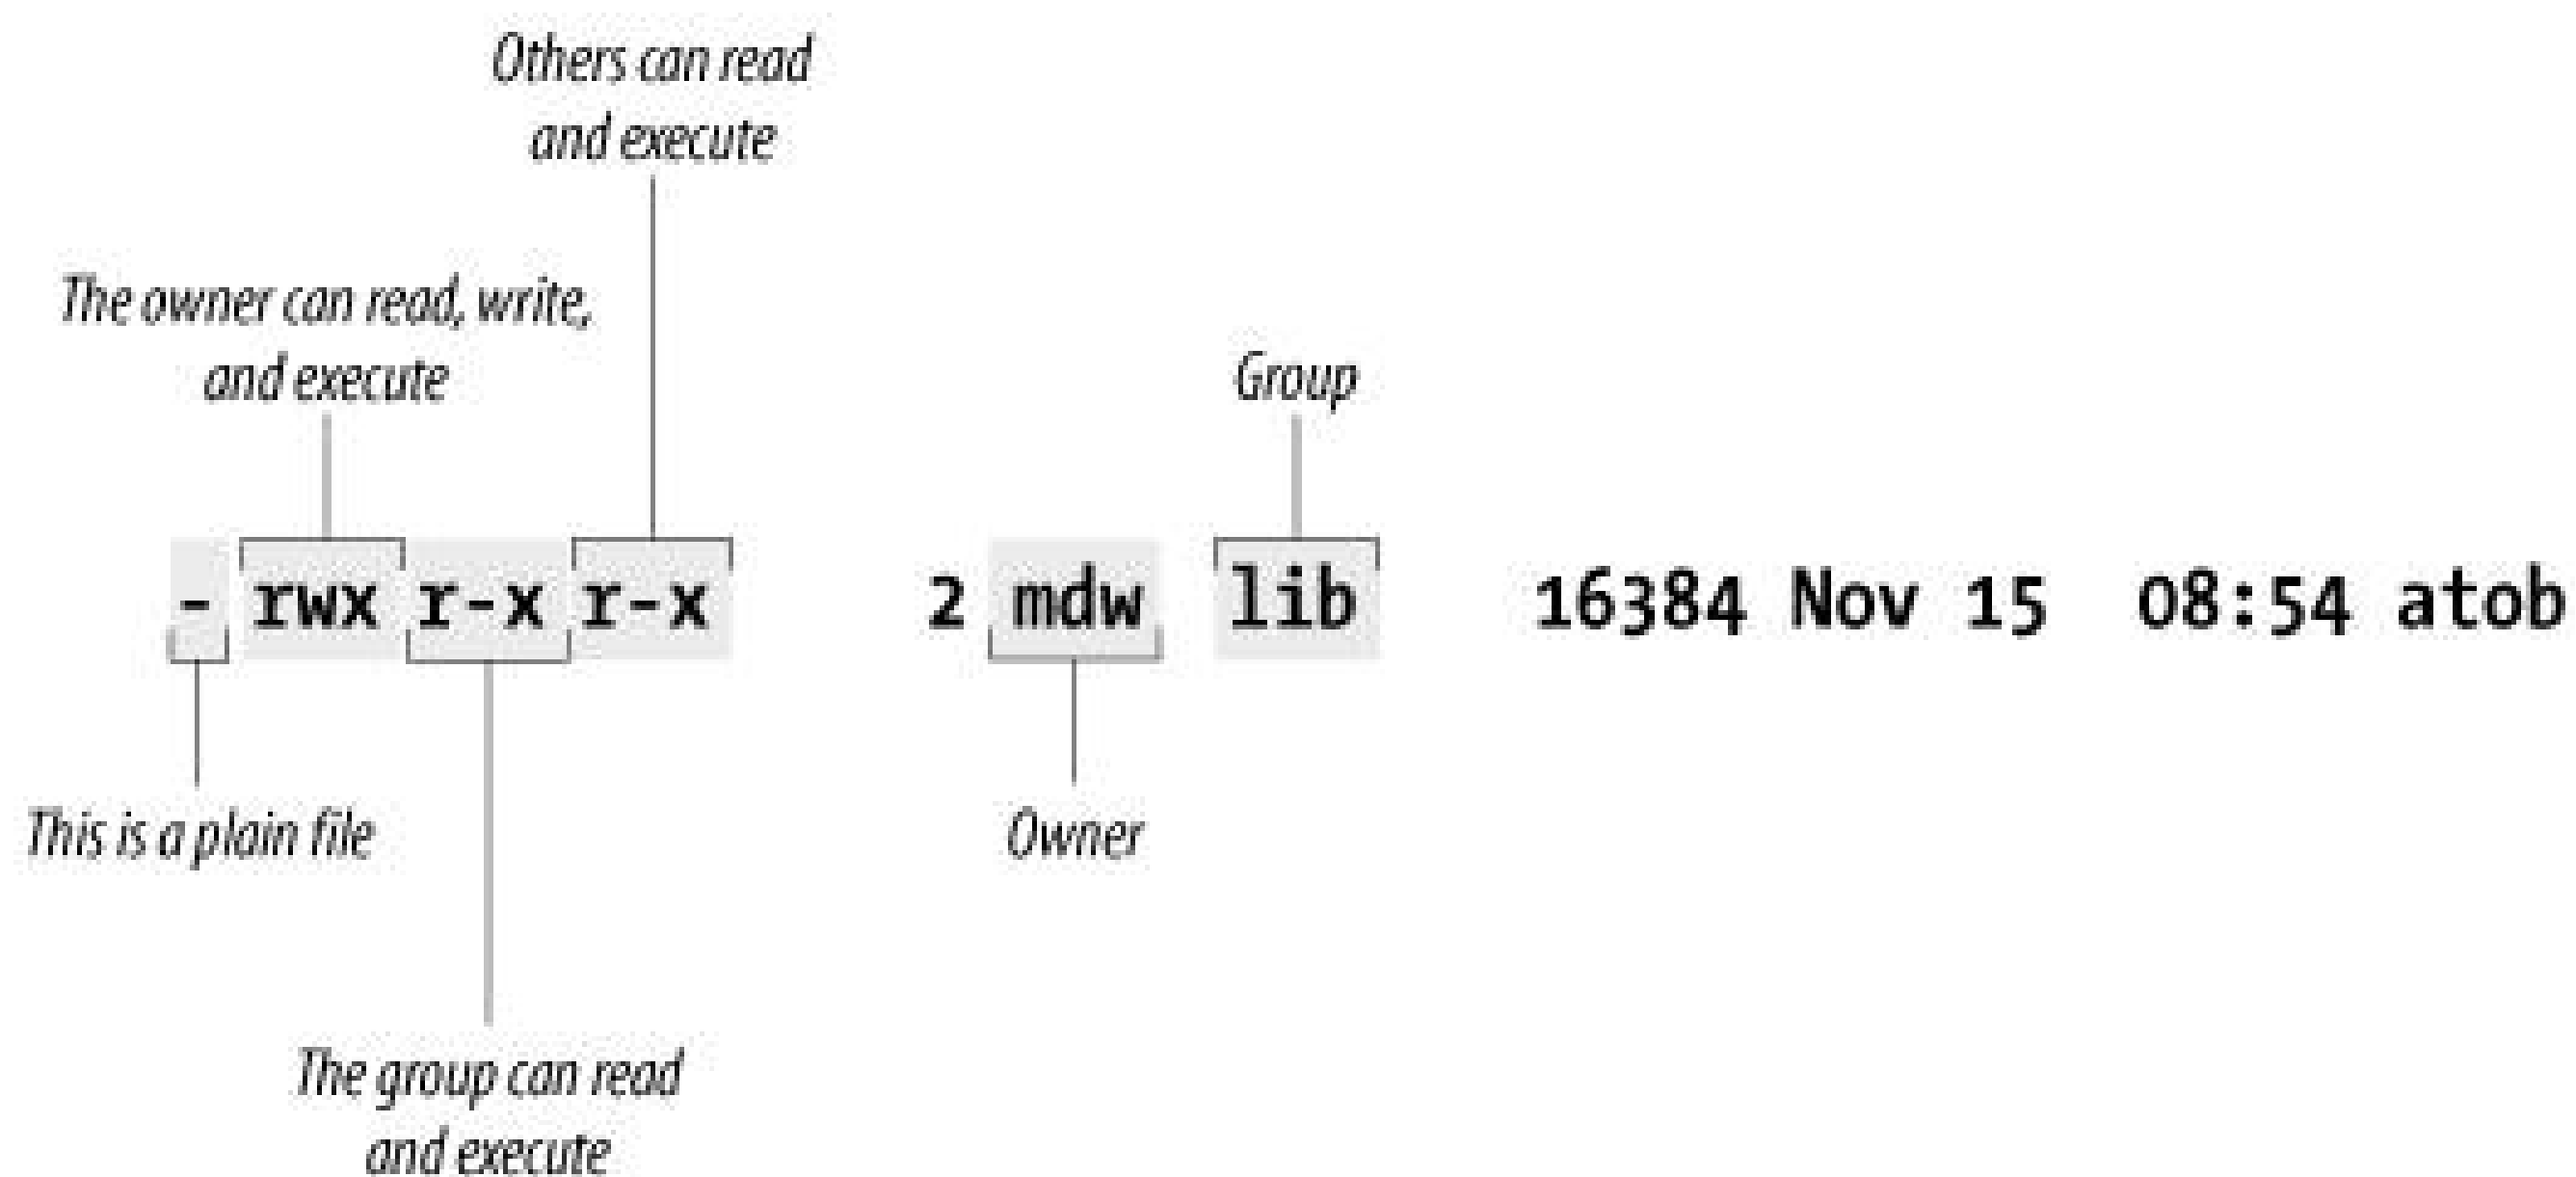 Others can read
and execute
The owner can read, write,
and execute
Group
- rwx r-x r-x 2 mdw lib 16384 Nov 15 08:54 atob
This is a plain file
Owner
The group can read
and execute